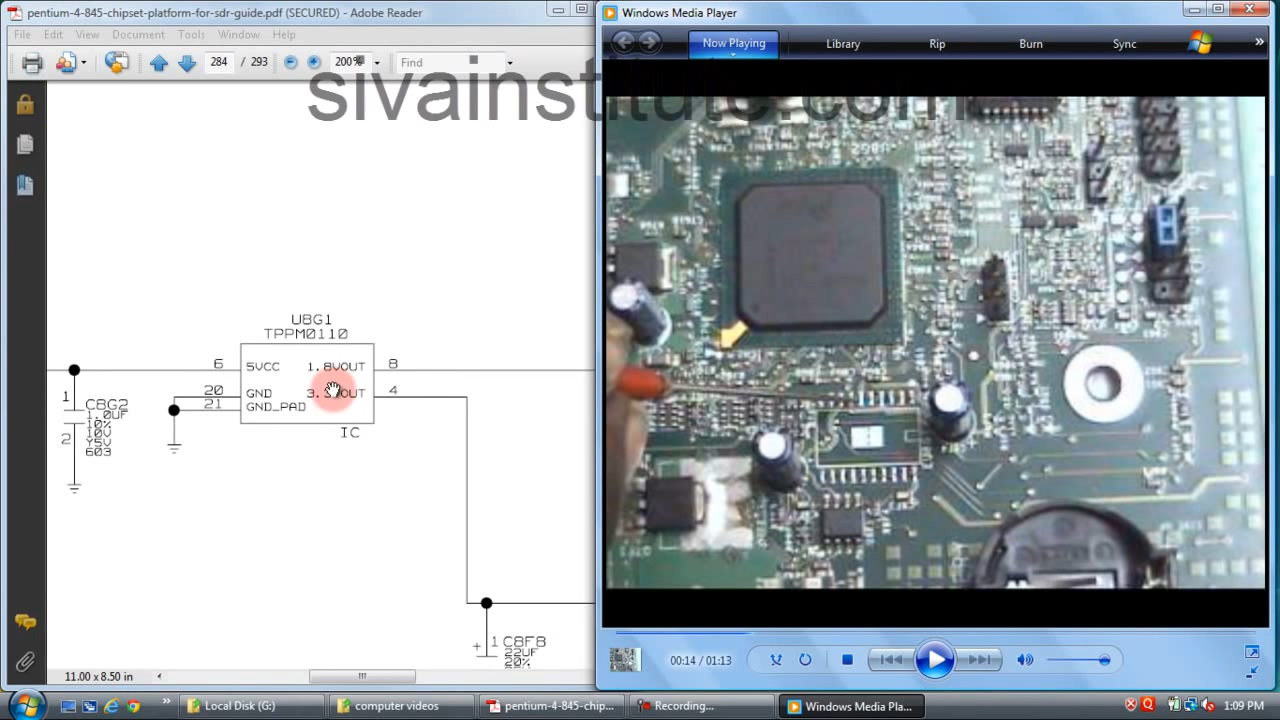 pentium-4-845-chipset-platform-for-sdr-guide.pdf (SECURED) - Adobe Reader
File Edit View Document Tools Window Help
284 / 293 200% Find
sivainstitute.com
U8G1
TPPM0110
6 5VCC 1.8VOUT 8
20 GND 4
21 GND_PAD
IC
1
C8G2
1.0UF
10%
10V
Y5V
603
2
1 C8F8
22UF
20%
11.00 x 8.50 in
Windows Media Player
Now Playing Library Rip Burn Sync
00:14 / 01:13
Local Disk (G:) computer videos pentium-4-845-chip... Recording... Windows Media Pla... 1:09 PM